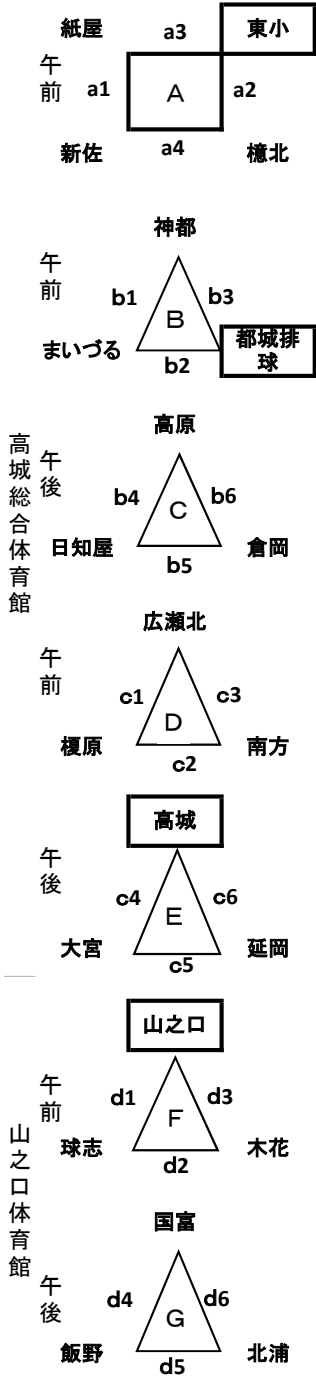 紙屋 a3 東小
午前 a1 A a2
新佐 a4 檍北
神都
午前 b1 B b3
まいづる b2 都城排球
高原
高城総合体育館
午後 b4 C b6
日知屋 b5 倉岡
広瀬北
午前 c1 D c3
榎原 c2 南方
高城
午後 c4 E c6
大宮 c5 延岡
山之口
山之口体育館
午前 d1 F d3
球志 d2 木花
国富
午後 d4 G d6
飯野 d5 北浦